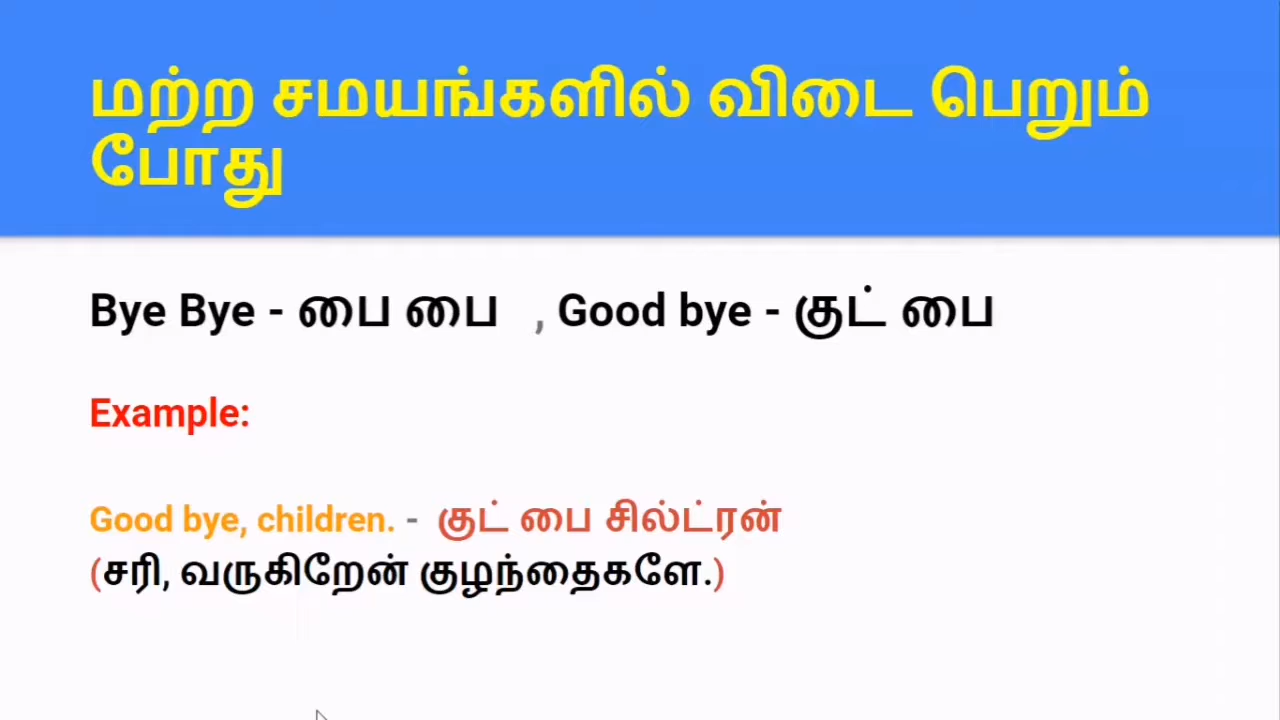 மற்ற சமயங்களில் விடை பெறும்
போது
Bye Bye - பை பை , Good bye - குட் பை
Example:
Good bye, children. - குட் பை சில்ட்ரன்
(சரி, வருகிறேன் குழந்தைகளே.)